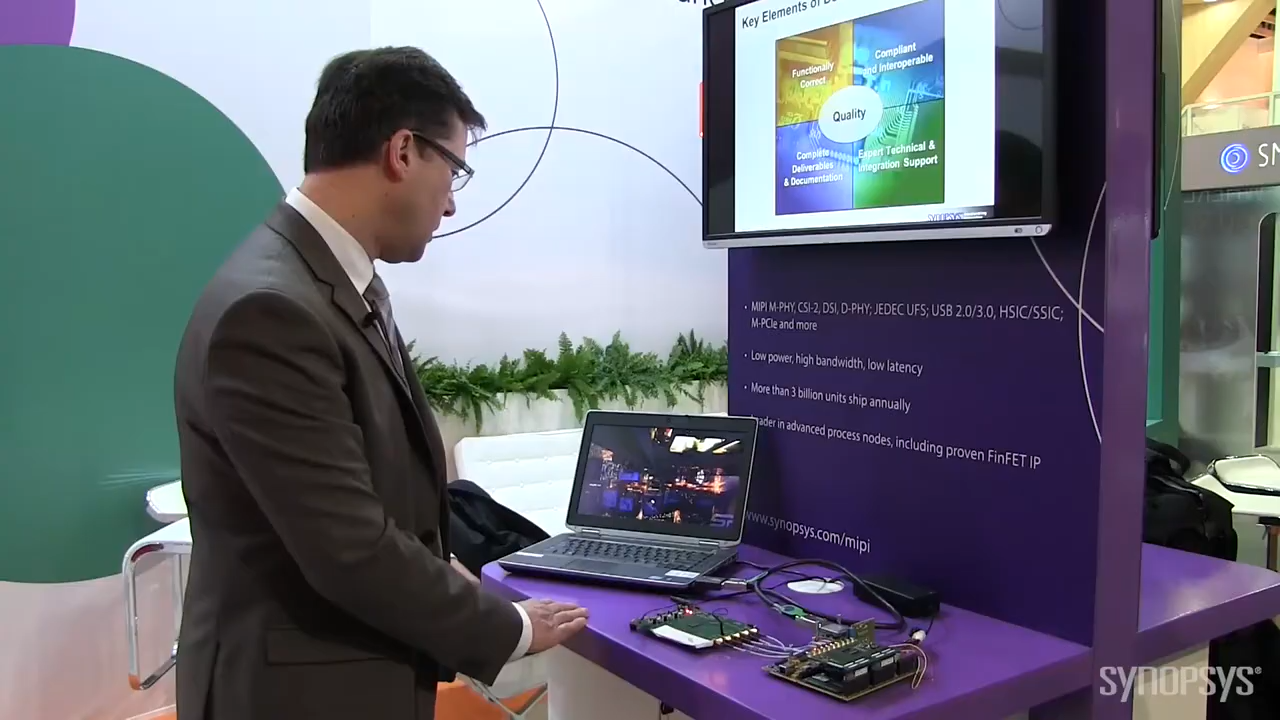 Key Elements of
Functionally
Correct
Compliant
and Interoperable
Quality
Complete
Deliverables
& Documentation
Expert Technical &
Integration Support
SYNOPSYS
• MIPI M-PHY, CSI-2, DSI, D-PHY; JEDEC UFS; USB 2.0/3.0, HSIC/SSIC;
M-PCIe and more
• Low power, high bandwidth, low latency
• More than 3 billion units ship annually
in advanced process nodes, including proven FinFET IP
www.synopsys.com/mipi
SYNOPSYS®